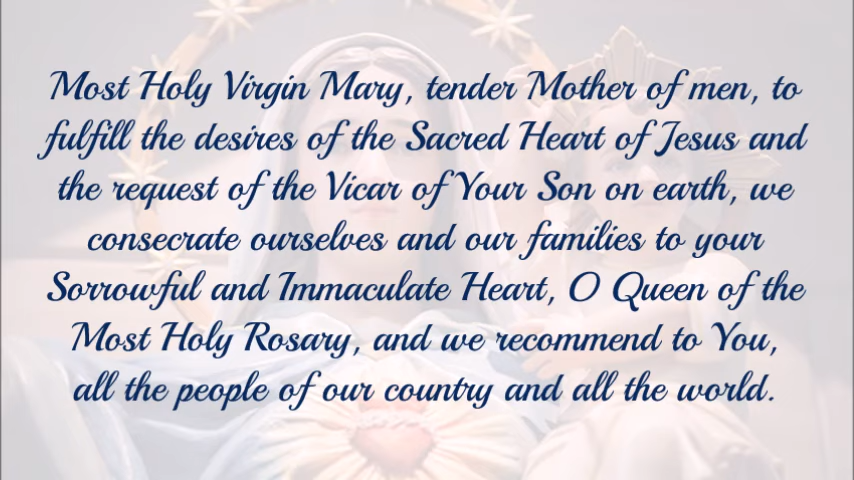 Most Holy Virgin Mary, tender Mother of men, to
fulfill the desires of the Sacred Heart of Jesus and
the request of the Vicar of Your Son on earth, we
consecrate ourselves and our families to your
Sorrowful and Immaculate Heart, O Queen of the
Most Holy Rosary, and we recommend to You,
all the people of our country and all the world.